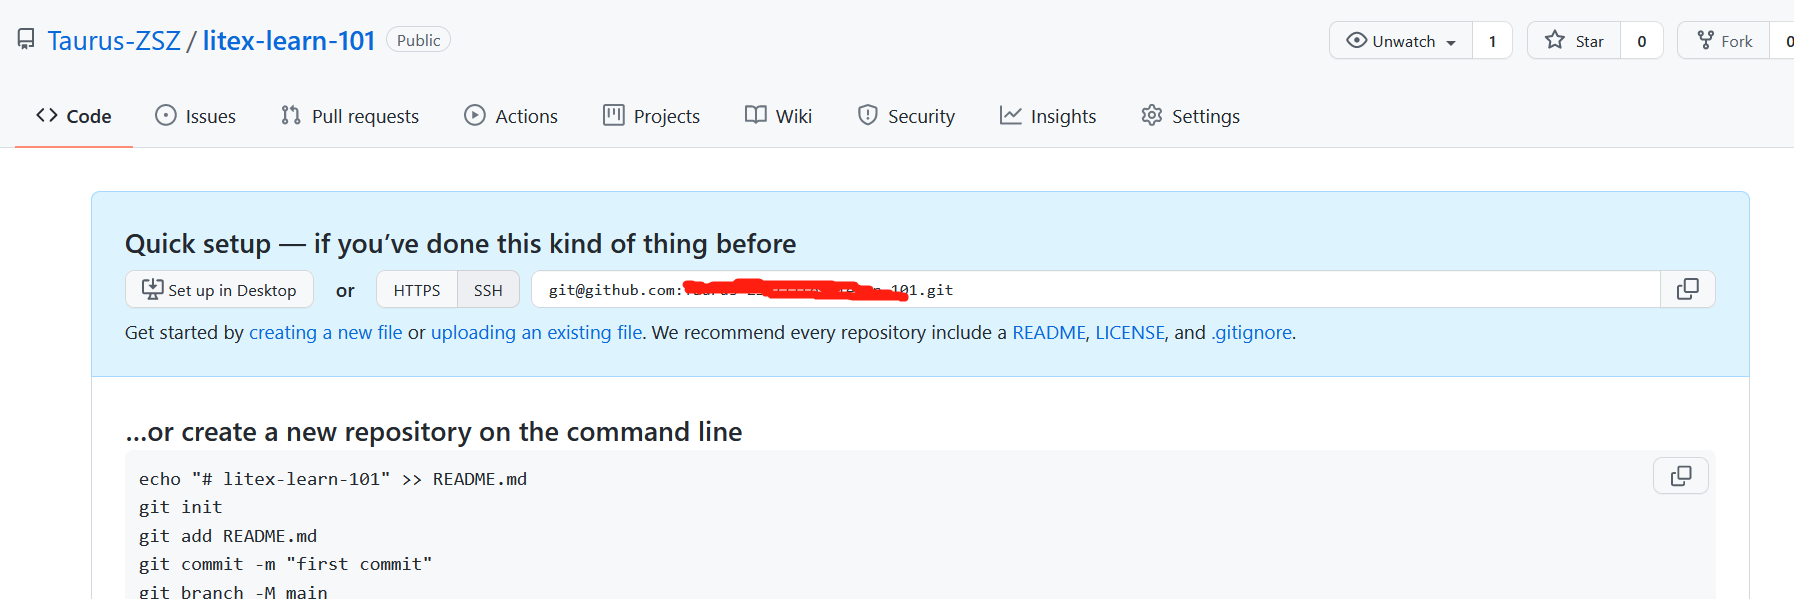 Taurus-ZSZ / litex-learn-101 Public
Unwatch 1 Star 0 Fork 0
Code Issues Pull requests Actions Projects Wiki Security Insights Settings
Quick setup — if you’ve done this kind of thing before
Set up in Desktop or HTTPS SSH git@github.com: 101.git
Get started by creating a new file or uploading an existing file. We recommend every repository include a README, LICENSE, and .gitignore.
...or create a new repository on the command line
echo "# litex-learn-101" >> README.md
git init
git add README.md
git commit -m "first commit"
git branch -M main